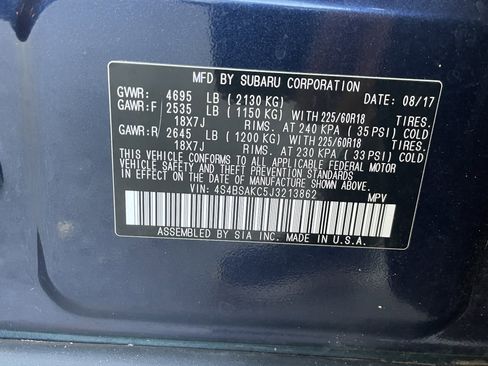 MFD BY SUBARU CORPORATION
GVWR: 4695 LB ( 2130 KG) DATE: 08/17
GAWR:F 2535 LB ( 1150 KG) WITH 225/60R18 TIRES.
18X7J RIMS. AT 240 KPA ( 35 PSI) COLD
GAWR:R 2645 LB ( 1200 KG) WITH 225/60R18 TIRES.
18X7J RIMS. AT 230 KPA ( 33 PSI) COLD
THIS VEHICLE CONFORMS TO ALL APPLICABLE FEDERAL MOTOR
VEHICLE SAFETY AND THEFT PREVENTION STANDARDS IN EFFECT
ON THE DATE OF MANUFACTURE SHOWN ABOVE.
VIN: 4S4BSAKC5J3213862 MPV
ASSEMBLED BY SIA INC. MADE IN U.S.A.